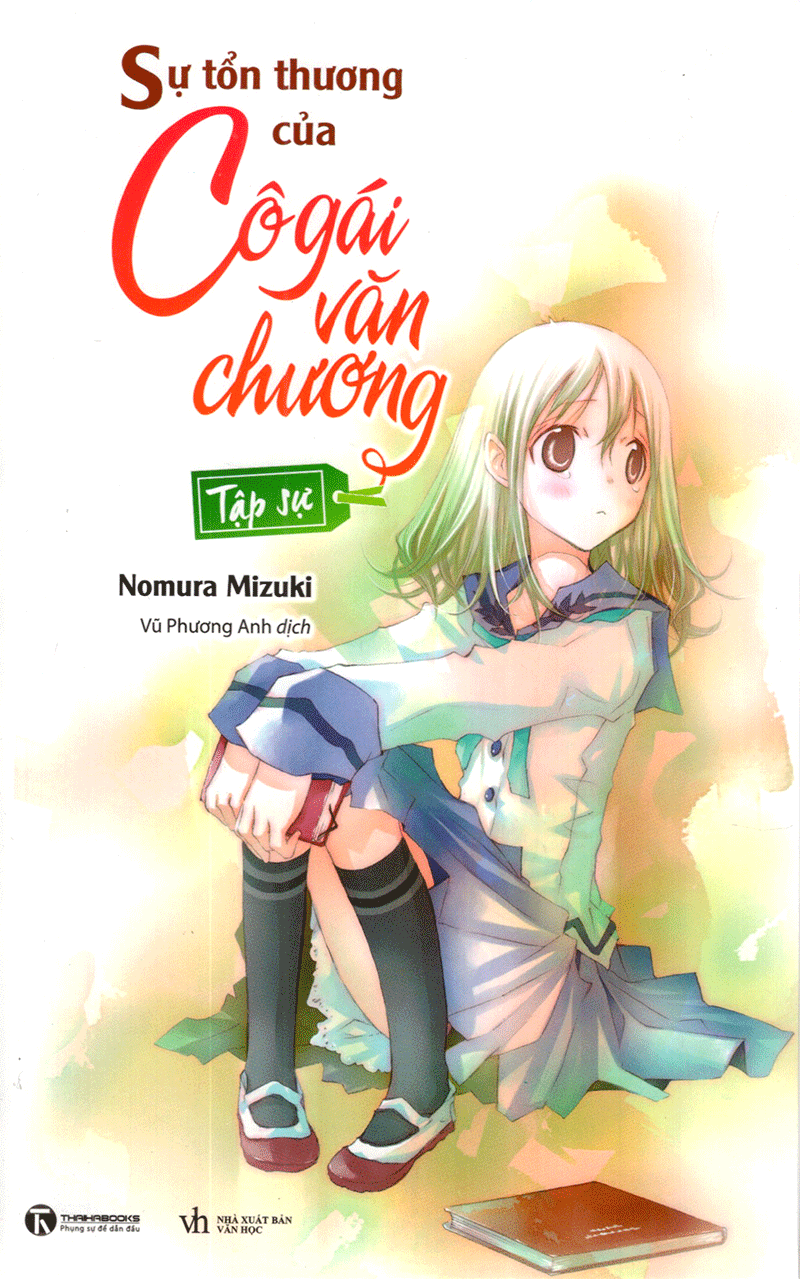 Sự tổn thương
của
Cô gái
văn
chương
Tập sự
Nomura Mizuki
Vũ Phương Anh dịch
THAIHABOOKS
Phụng sự để dẫn đầu
vh
NHÀ XUẤT BẢN
VĂN HỌC